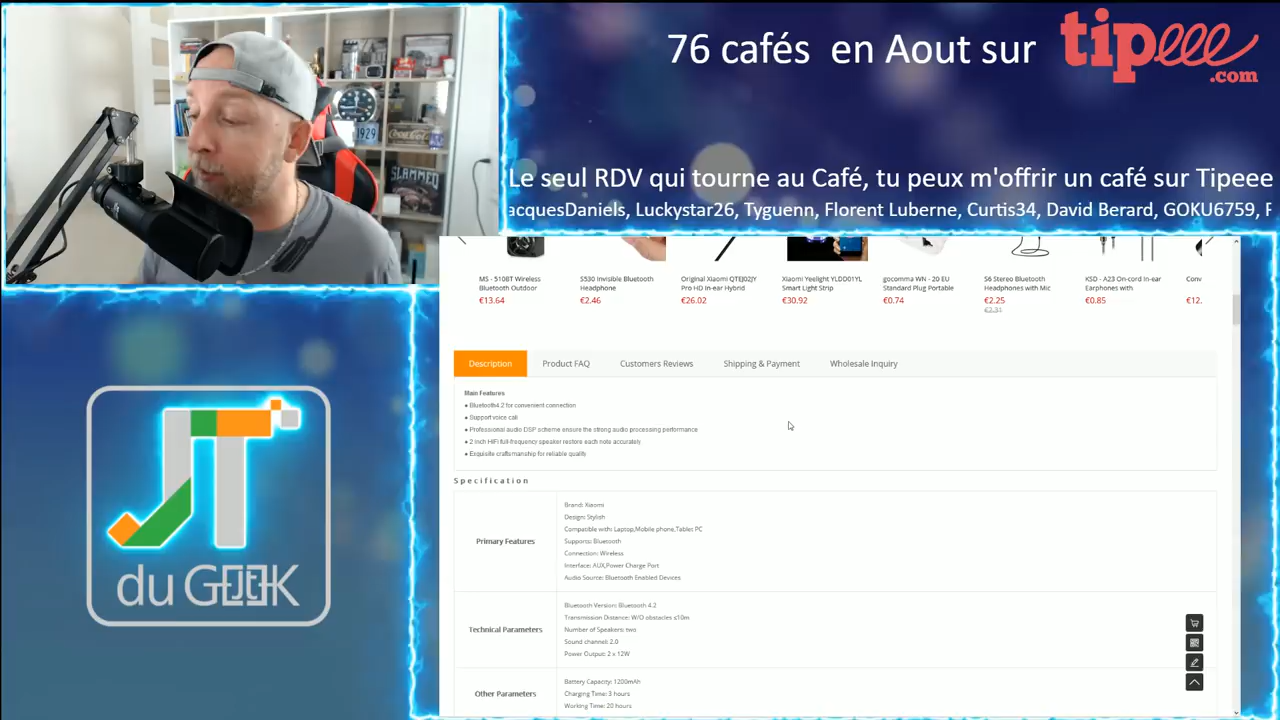 76 cafés en Aout sur
tipeee
.com
Le seul RDV qui tourne au Café, tu peux m'offrir un café sur Tipeee
acquesDaniels, Luckystar26, Tyguenn, Florent Luberne, Curtis34, David Berard, GOKU6759, F
1929
Coca-Cola
SLAMMED
MS - 510BT Wireless
Bluetooth Outdoor
€13.64
S530 Invisible Bluetooth
Headphone
€2.46
Original Xiaomi QTEJ02JY
Pro HD In-ear Hybrid
€26.02
Xiaomi Yeelight YLDD01YL
Smart Light Strip
€30.92
gocomma WN - 20 EU
Standard Plug Portable
€0.74
S6 Stereo Bluetooth
Headphones with Mic
€2.25
€2.31
KSD - A23 On-cord In-ear
Earphones with
€0.85
Conv
€12.
Description Product FAQ Customers Reviews Shipping & Payment Wholesale Inquiry
Main Features
● Bluetooth4.2 for convenient connection
● Support voice call
● Professional audio DSP scheme ensure the strong audio processing performance
● 2 inch HiFi full-frequency speaker restore each note accurately
● Exquisite craftsmanship for reliable quality
Specification
Primary Features
Brand: Xiaomi
Design: Stylish
Compatible with: Laptop,Mobile phone,Tablet PC
Supports: Bluetooth
Connection: Wireless
Interface: AUX,Power Charge Port
Audio Source: Bluetooth Enabled Devices
Technical Parameters
Bluetooth Version: Bluetooth 4.2
Transmission Distance: W/O obstacles ≤10m
Number of Speakers: two
Sound channel: 2.0
Power Output: 2 x 12W
Other Parameters
Battery Capacity: 1200mAh
Charging Time: 3 hours
Working Time: 20 hours
JT
du GEEK